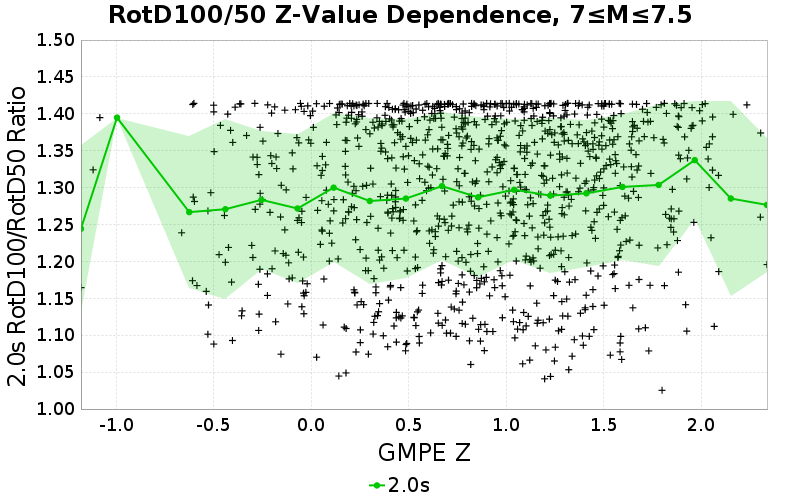 RotD100/50 Z-Value Dependence, 7≤M≤7.5
2.0s RotD100/RotD50 Ratio
1.50
1.45
1.40
1.35
1.30
1.25
1.20
1.15
1.10
1.05
1.00
-1.0 -0.5 0.0 0.5 1.0 1.5 2.0
GMPE Z
2.0s